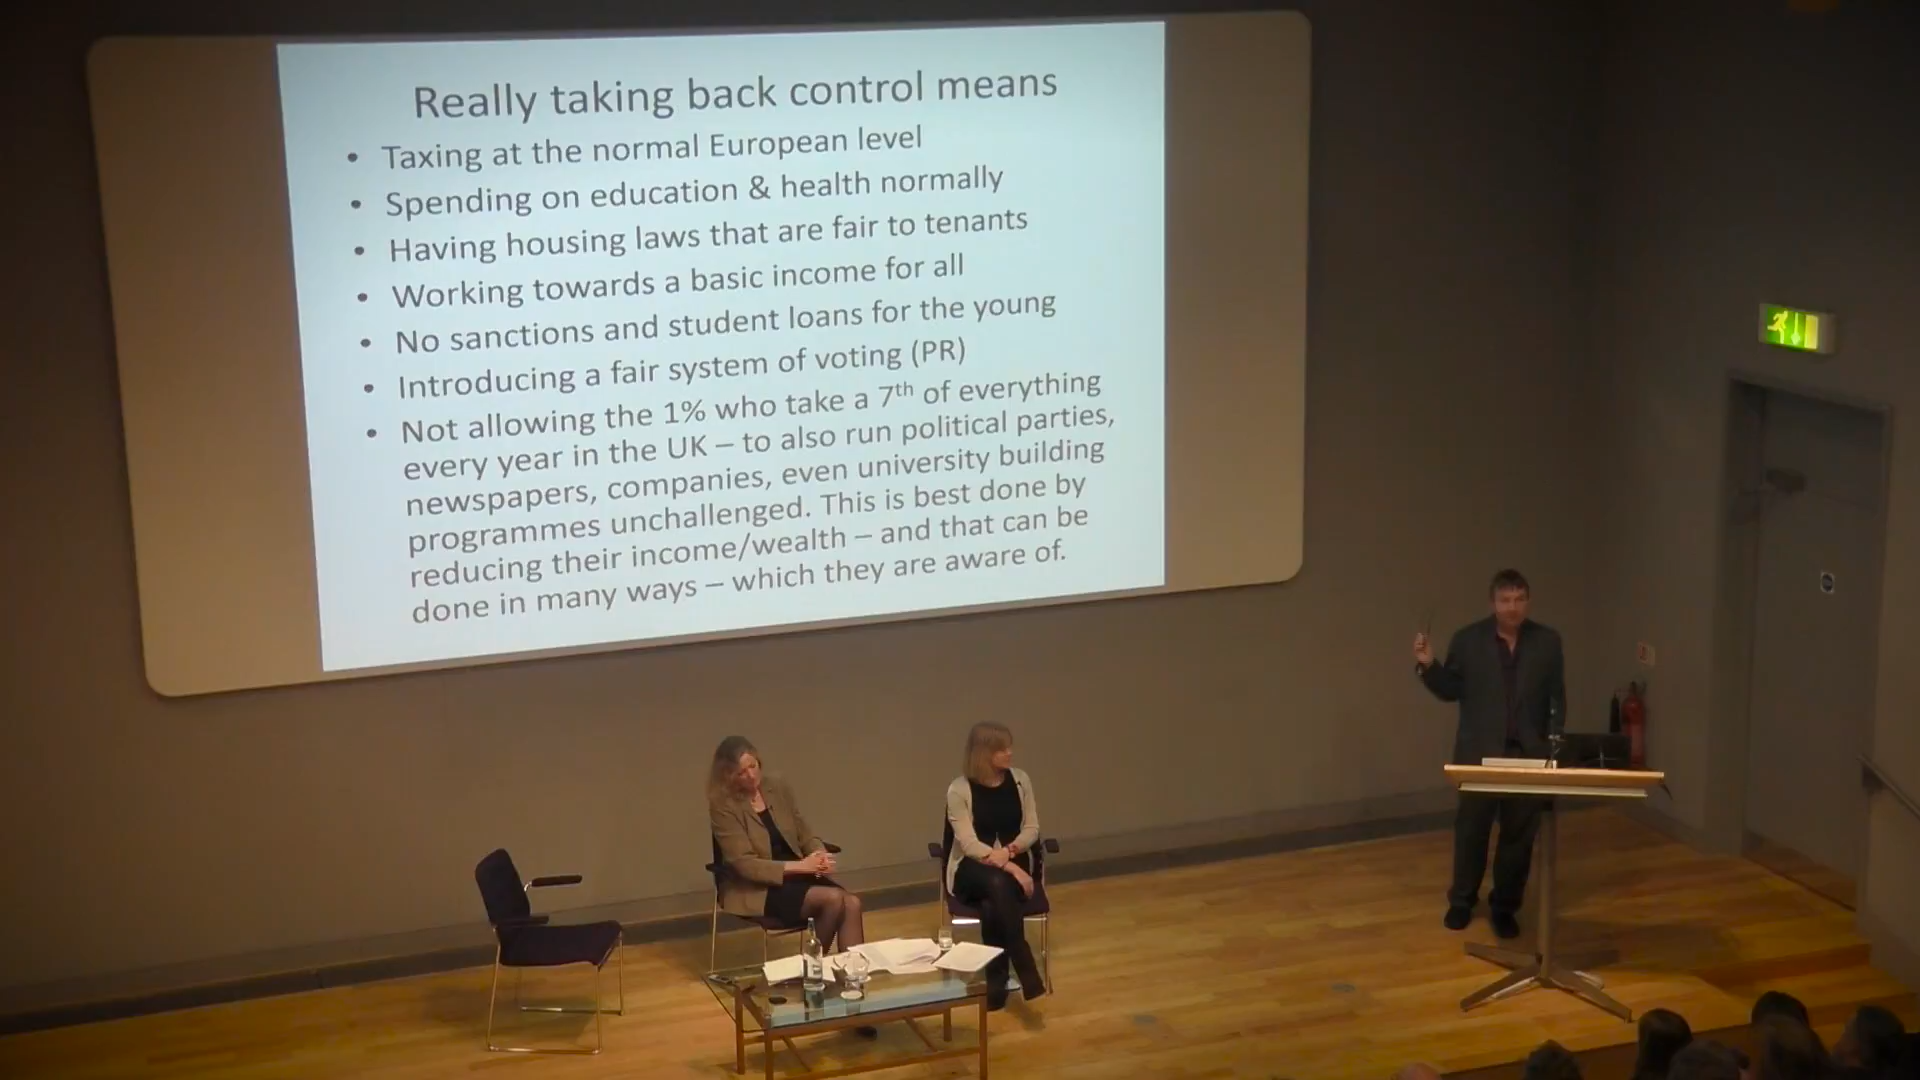 Really taking back control means
• Taxing at the normal European level
• Spending on education & health normally
• Having housing laws that are fair to tenants
• Working towards a basic income for all
• No sanctions and student loans for the young
• Introducing a fair system of voting (PR)
• Not allowing the 1% who take a 7th of everything
every year in the UK – to also run political parties,
newspapers, companies, even university building
programmes unchallenged. This is best done by
reducing their income/wealth – and that can be
done in many ways – which they are aware of.